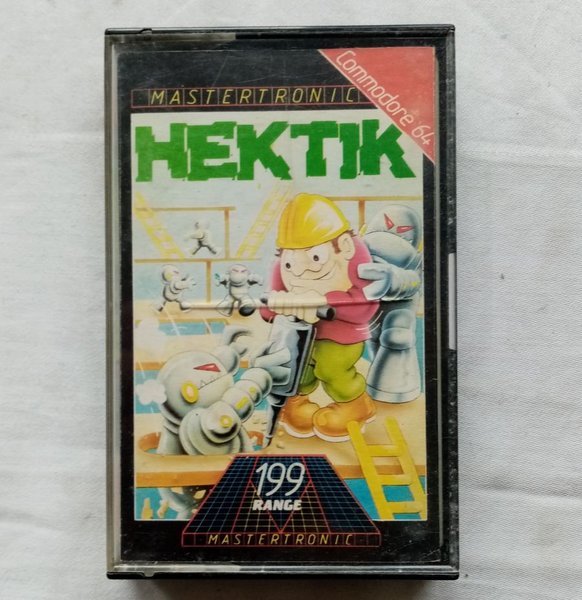 MASTERTRONIC
Commodore 64
HEKTIK
199
RANGE
MASTERTRONIC